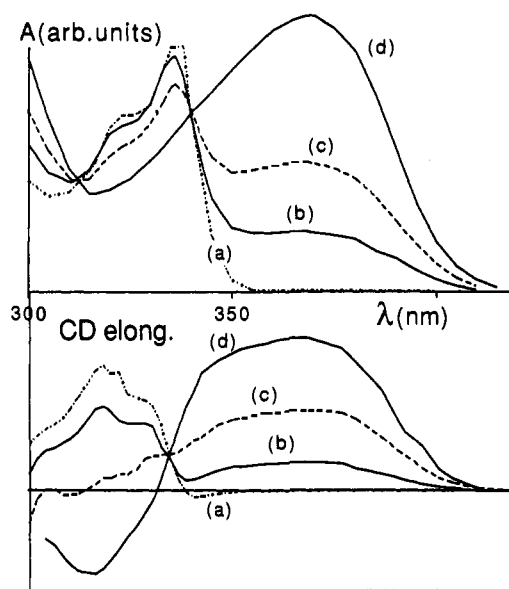 A(arb.units)
(d)
(c)
(b)
(a)
300
350
λ(nm)
CD elong.
(d)
(c)
(b)
(a)